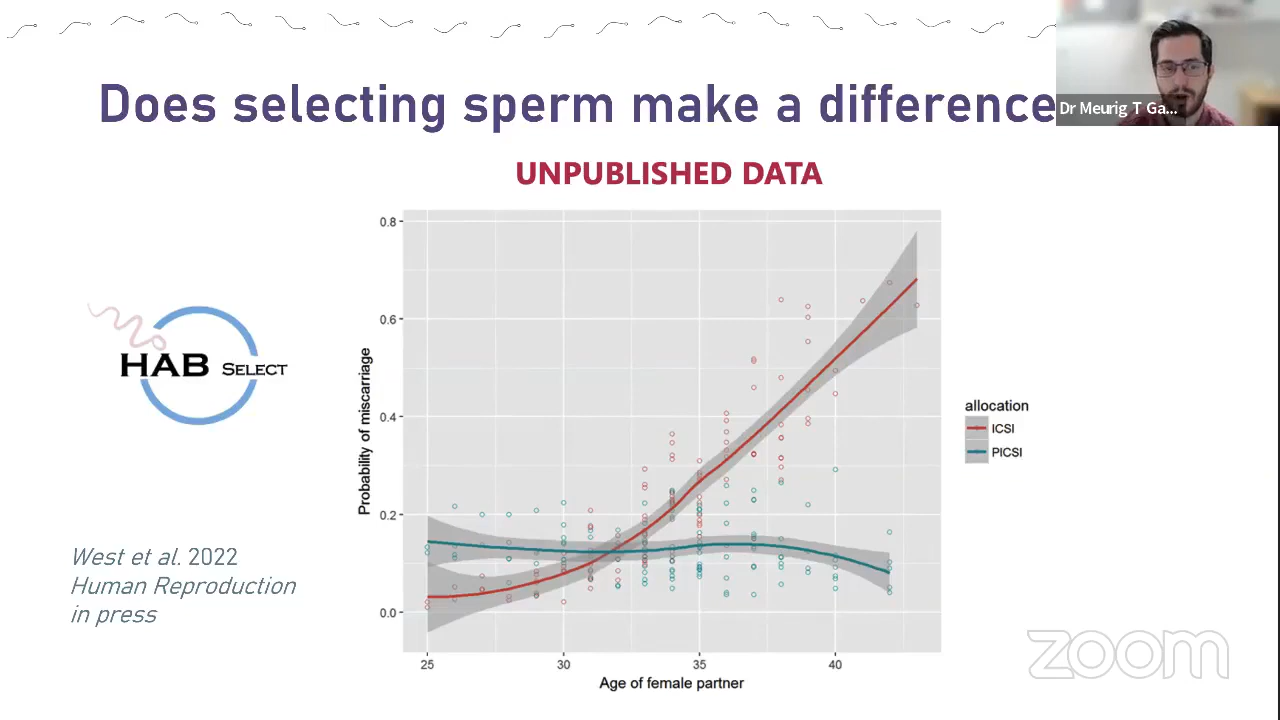 Does selecting sperm make a difference
Dr Meurig T Ga...
UNPUBLISHED DATA
HAB SELECT
West et al. 2022
Human Reproduction
in press
Probability of miscarriage
0.8
0.6
0.4
0.2
0.0
25
30
35
40
Age of female partner
allocation
ICSI
PICSI
zoom